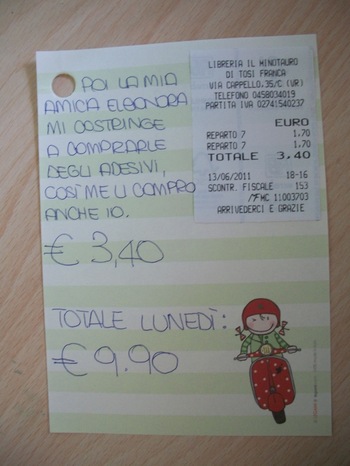 POI LA MIA
AMICA ELEONORA
MI COSTRINGE
A COMPRARLE
DEGLI ADESIVI,
COSÌ ME LI COMPRO
ANCHE IO.
€ 3,40
LIBRERIA IL MINOTAURO
DI TOSI FRANCA
VIA CAPPELLO,35/C (VR)
TELEFONO 0458034019
PARTITA IVA 02741540237
EURO
REPARTO 7 1,70
REPARTO 7 1,70
TOTALE 3,40
13/06/2011 18-16
SCONTR. FISCALE 153
MC 11003703
ARRIVEDERCI E GRAZIE
TOTALE LUNEDÌ:
€ 9.90